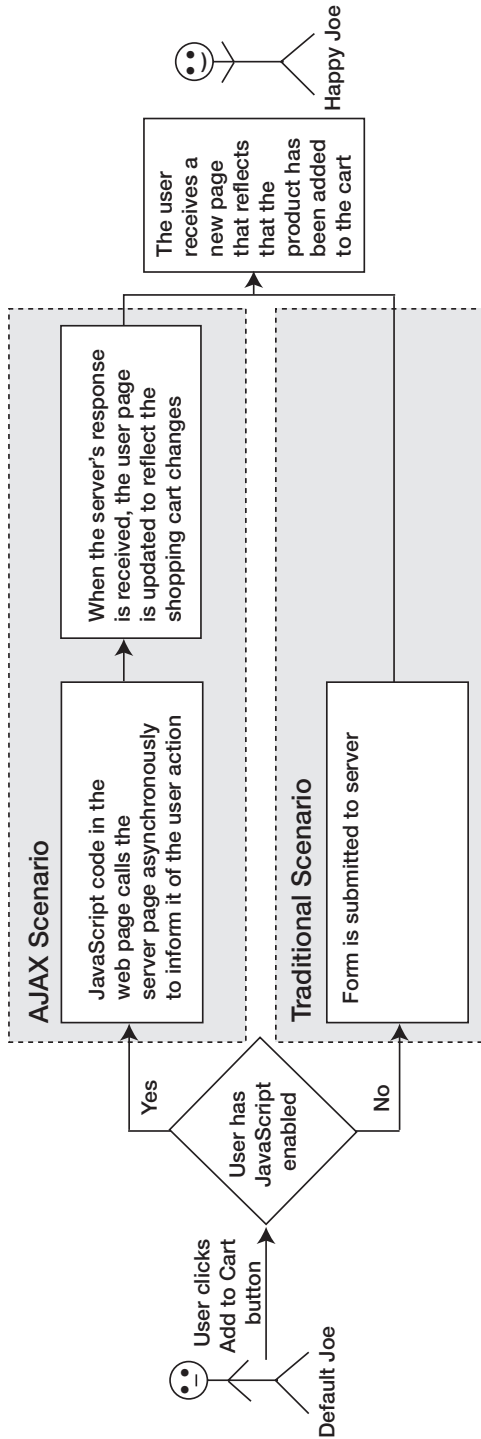 Default Joe
User clicks
Add to Cart
button
User has
JavaScript
enabled
Yes
No
AJAX Scenario
JavaScript code in the
web page calls the
server page asynchronously
to inform it of the user action
When the server's response
is received, the user page
is updated to reflect the
shopping cart changes
Traditional Scenario
Form is submitted to server
The user
receives a
new page
that reflects
that the
product has
been added
to the cart
Happy Joe